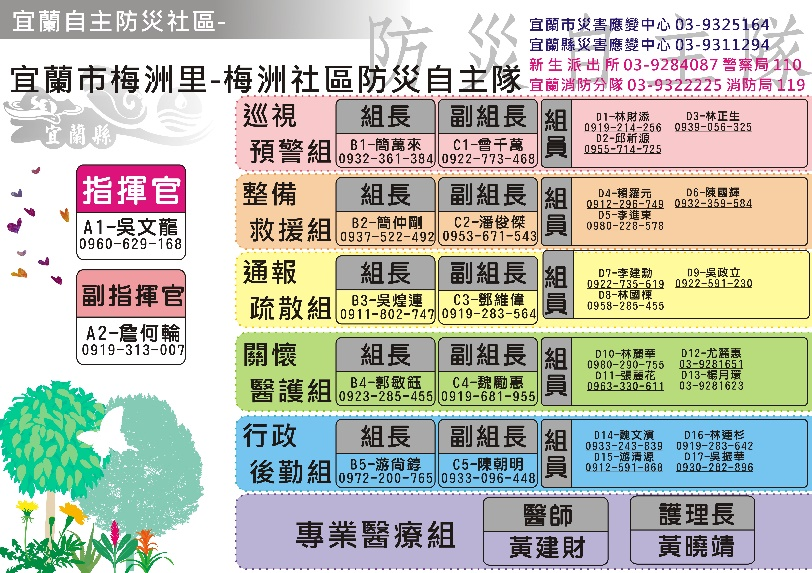 宜蘭自主防災社區-
防災自主隊
宜蘭市災害應變中心 03-9325164
宜蘭縣災害應變中心 03-9311294
新生派出所 03-9284087 警察局 110
宜蘭消防分隊 03-9322225 消防局 119
宜蘭市梅洲里-梅洲社區防災自主隊
宜蘭縣
指揮官
A1-吳文龍
0960-629-168
副指揮官
A2-詹何輪
0919-313-007
巡視
預警組
組長
B1-簡萬來
0932-361-384
副組長
C1-曾千萬
0922-773-468
組員
D1-林財源
0919-214-256
D2-邱新源
0955-714-725
D3-林正生
0939-056-325
整備
救援組
組長
B2-簡仲剛
0937-522-492
副組長
C2-潘俊傑
0953-671-543
組員
D4-賴羅元
0912-296-749
D5-李進東
0980-228-578
D6-陳國輝
0932-359-584
通報
疏散組
組長
B3-吳煌運
0911-802-747
副組長
C3-鄧維偉
0919-283-564
組員
D7-李建勳
0922-735-619
D8-林國棟
0958-285-455
D9-吳政立
0922-591-230
關懷
醫護組
組長
B4-郭敏鈺
0923-285-455
副組長
C4-魏勵惠
0919-681-955
組員
D10-林麗華
0980-290-755
D11-張麗花
0963-330-611
D12-尤麗惠
03-9281651
D13-楊月環
03-9281623
行政
後勤組
組長
B5-游尚鎧
0972-200-765
副組長
C5-陳朝明
0933-096-448
組員
D14-魏文濱
0933-243-839
D15-游清源
0912-591-868
D16-林連杉
0919-283-642
D17-吳振華
0930-282-896
專業醫療組
醫師
黃建財
護理長
黃曉靖